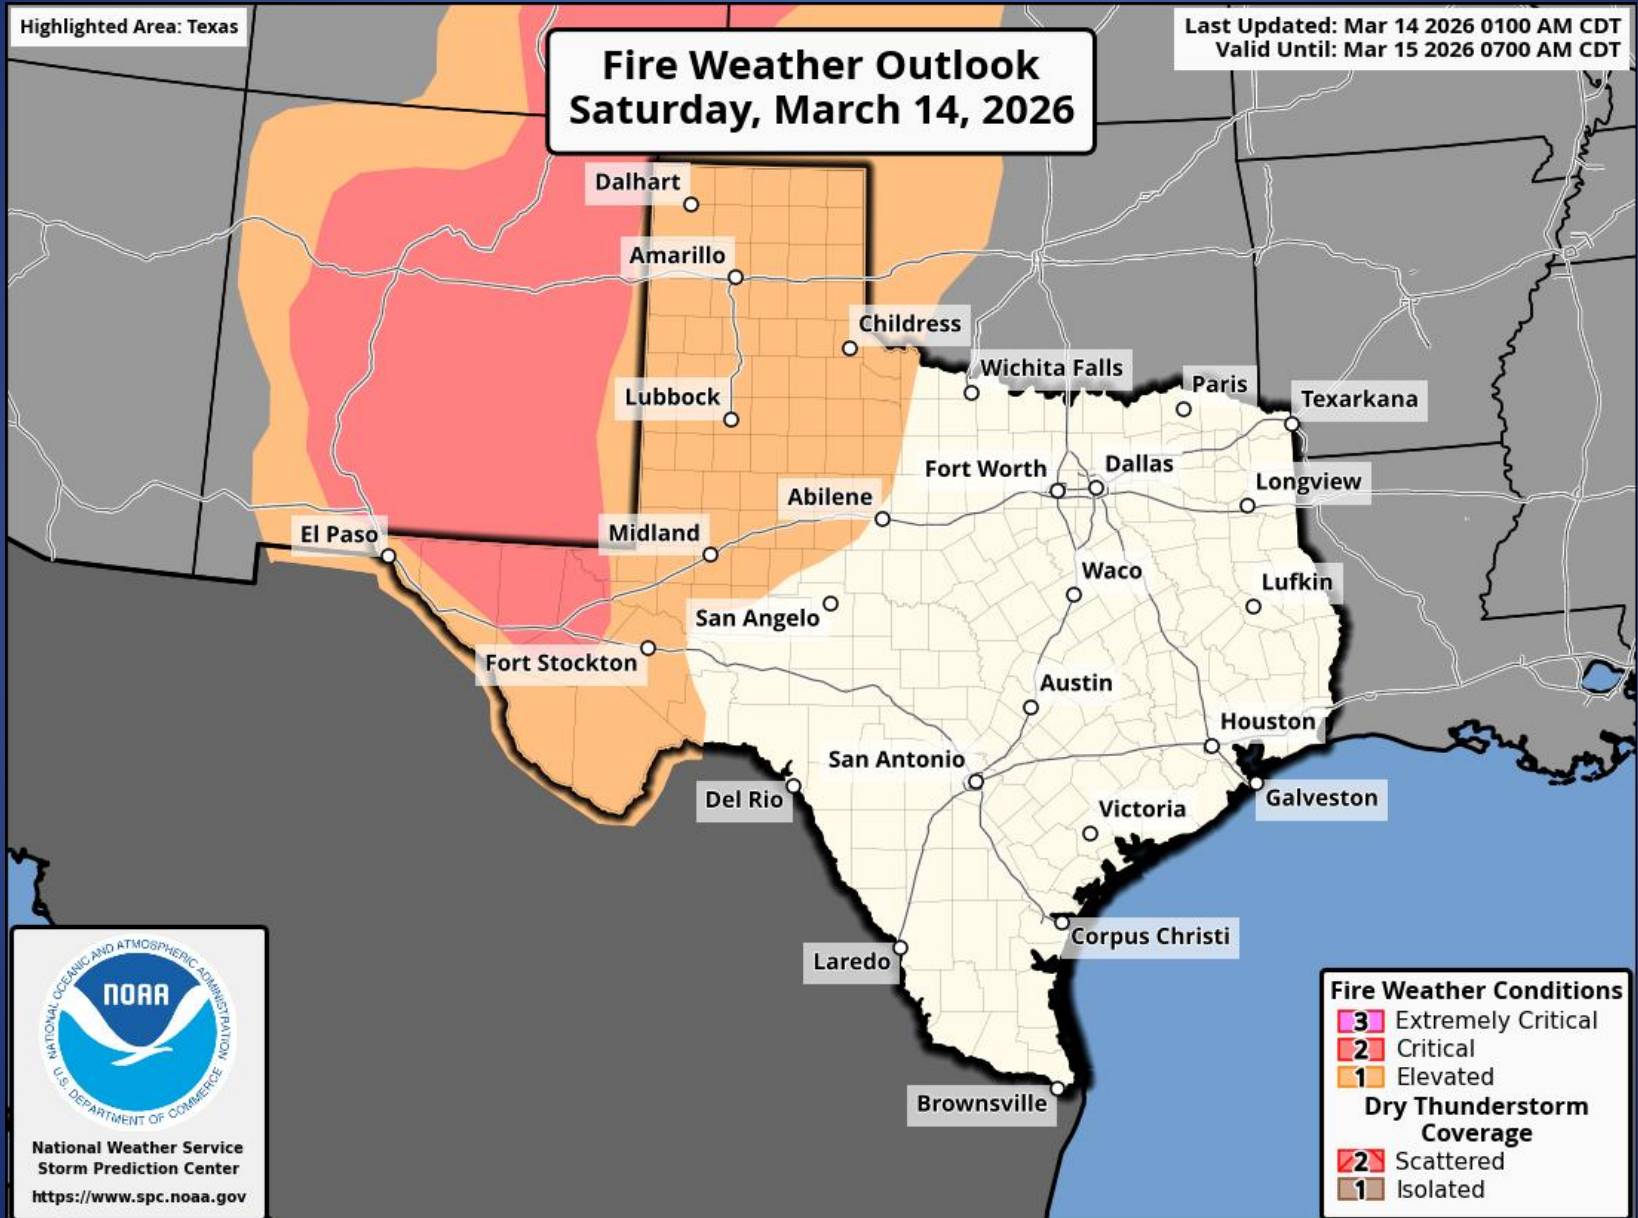 Highlighted Area: Texas
Fire Weather Outlook
Saturday, March 14, 2026
Last Updated: Mar 14 2026 0100 AM CDT
Valid Until: Mar 15 2026 0700 AM CDT
Dalhart
Amarillo
Childress
Wichita Falls
Paris
Texarkana
Lubbock
Fort Worth
Dallas
Longview
Abilene
Midland
El Paso
Waco
Lufkin
San Angelo
Fort Stockton
Austin
Houston
San Antonio
Del Rio
Galveston
Victoria
Corpus Christi
Laredo
Brownsville
NATIONAL OCEANIC AND ATMOSPHERIC ADMINISTRATION
NOAA
U.S. DEPARTMENT OF COMMERCE
National Weather Service
Storm Prediction Center
https://www.spc.noaa.gov
Fire Weather Conditions
3 Extremely Critical
2 Critical
1 Elevated
Dry Thunderstorm
Coverage
2 Scattered
1 Isolated